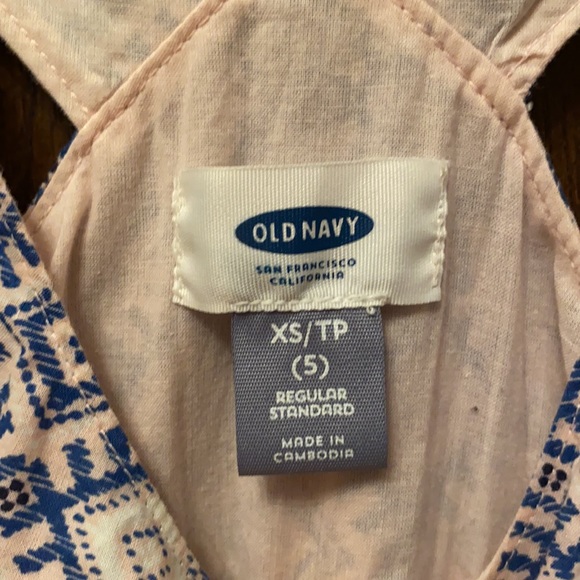 OLD NAVY
SAN FRANCISCO
CALIFORNIA
XS/TP
(5)
REGULAR
STANDARD
MADE IN
CAMBODIA